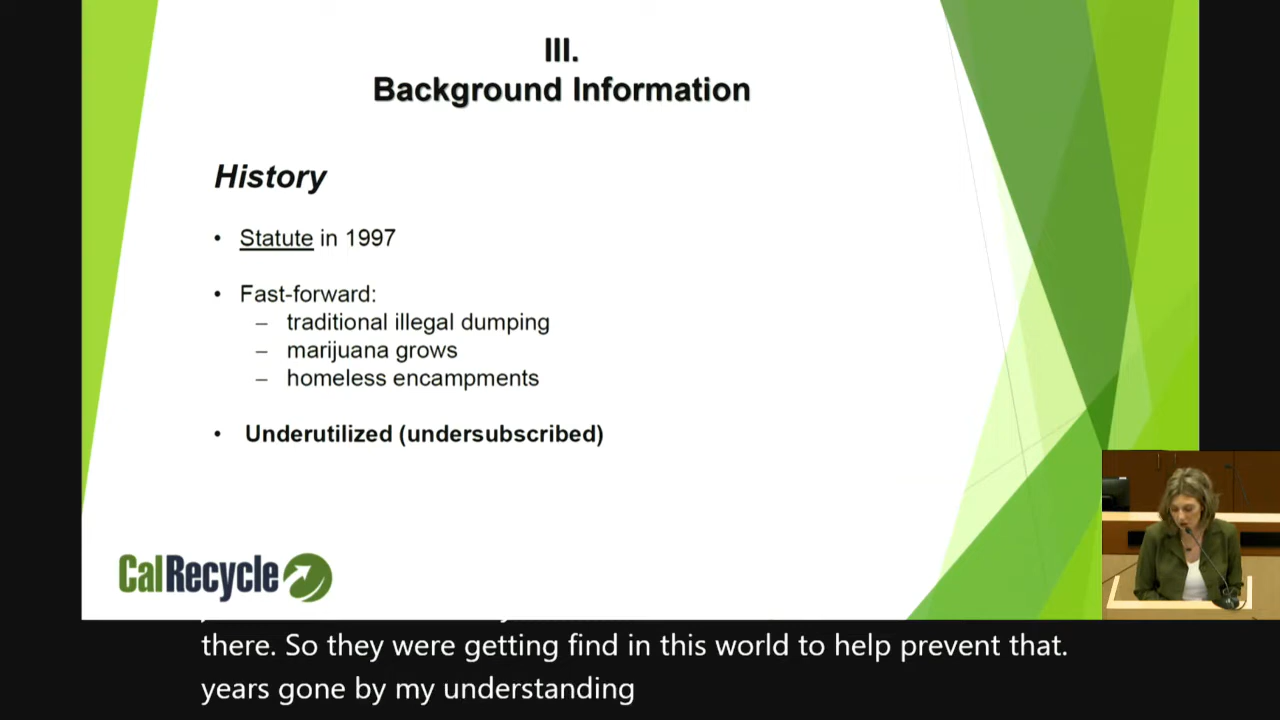 III.
Background Information
History
• Statute in 1997
• Fast-forward:
– traditional illegal dumping
– marijuana grows
– homeless encampments
• Underutilized (undersubscribed)
CalRecycle
there. So they were getting find in this world to help prevent that.
years gone by my understanding